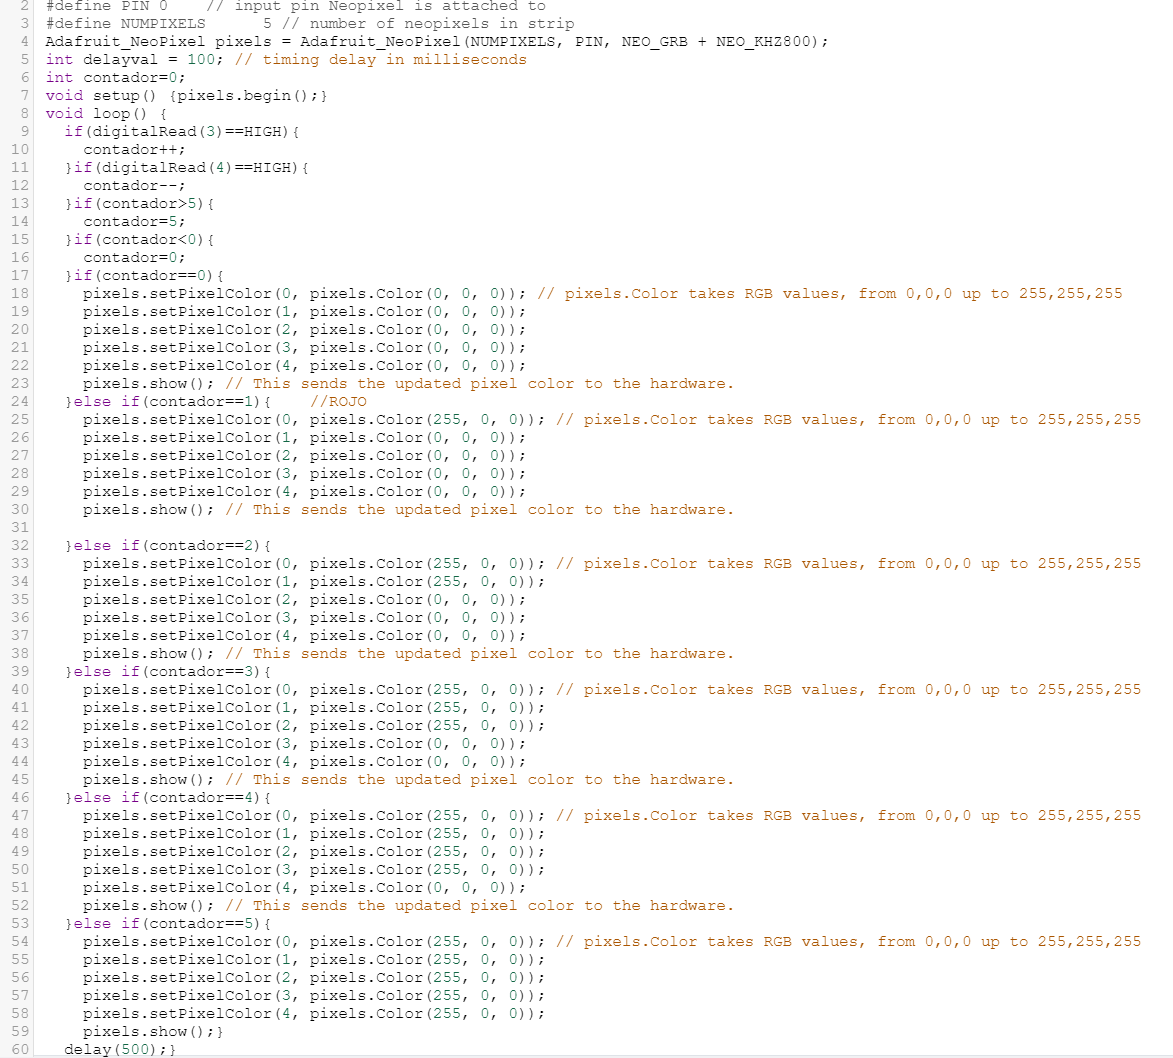 2 #define PIN 0    // input pin Neopixel is attached to
3 #define NUMPIXELS      5 // number of neopixels in strip
4 Adafruit_NeoPixel pixels = Adafruit_NeoPixel(NUMPIXELS, PIN, NEO_GRB + NEO_KHZ800);
5 int delayval = 100; // timing delay in milliseconds
6 int contador=0;
7 void setup() {pixels.begin();}
8 void loop() {
9   if(digitalRead(3)==HIGH){
10     contador++;
11   }if(digitalRead(4)==HIGH){
12     contador--;
13   }if(contador>5){
14     contador=5;
15   }if(contador<0){
16     contador=0;
17   }if(contador==0){
18     pixels.setPixelColor(0, pixels.Color(0, 0, 0)); // pixels.Color takes RGB values, from 0,0,0 up to 255,255,255
19     pixels.setPixelColor(1, pixels.Color(0, 0, 0));
20     pixels.setPixelColor(2, pixels.Color(0, 0, 0));
21     pixels.setPixelColor(3, pixels.Color(0, 0, 0));
22     pixels.setPixelColor(4, pixels.Color(0, 0, 0));
23     pixels.show(); // This sends the updated pixel color to the hardware.
24   }else if(contador==1){    //ROJO
25     pixels.setPixelColor(0, pixels.Color(255, 0, 0)); // pixels.Color takes RGB values, from 0,0,0 up to 255,255,255
26     pixels.setPixelColor(1, pixels.Color(0, 0, 0));
27     pixels.setPixelColor(2, pixels.Color(0, 0, 0));
28     pixels.setPixelColor(3, pixels.Color(0, 0, 0));
29     pixels.setPixelColor(4, pixels.Color(0, 0, 0));
30     pixels.show(); // This sends the updated pixel color to the hardware.
31
32   }else if(contador==2){
33     pixels.setPixelColor(0, pixels.Color(255, 0, 0)); // pixels.Color takes RGB values, from 0,0,0 up to 255,255,255
34     pixels.setPixelColor(1, pixels.Color(255, 0, 0));
35     pixels.setPixelColor(2, pixels.Color(0, 0, 0));
36     pixels.setPixelColor(3, pixels.Color(0, 0, 0));
37     pixels.setPixelColor(4, pixels.Color(0, 0, 0));
38     pixels.show(); // This sends the updated pixel color to the hardware.
39   }else if(contador==3){
40     pixels.setPixelColor(0, pixels.Color(255, 0, 0)); // pixels.Color takes RGB values, from 0,0,0 up to 255,255,255
41     pixels.setPixelColor(1, pixels.Color(255, 0, 0));
42     pixels.setPixelColor(2, pixels.Color(255, 0, 0));
43     pixels.setPixelColor(3, pixels.Color(0, 0, 0));
44     pixels.setPixelColor(4, pixels.Color(0, 0, 0));
45     pixels.show(); // This sends the updated pixel color to the hardware.
46   }else if(contador==4){
47     pixels.setPixelColor(0, pixels.Color(255, 0, 0)); // pixels.Color takes RGB values, from 0,0,0 up to 255,255,255
48     pixels.setPixelColor(1, pixels.Color(255, 0, 0));
49     pixels.setPixelColor(2, pixels.Color(255, 0, 0));
50     pixels.setPixelColor(3, pixels.Color(255, 0, 0));
51     pixels.setPixelColor(4, pixels.Color(0, 0, 0));
52     pixels.show(); // This sends the updated pixel color to the hardware.
53   }else if(contador==5){
54     pixels.setPixelColor(0, pixels.Color(255, 0, 0)); // pixels.Color takes RGB values, from 0,0,0 up to 255,255,255
55     pixels.setPixelColor(1, pixels.Color(255, 0, 0));
56     pixels.setPixelColor(2, pixels.Color(255, 0, 0));
57     pixels.setPixelColor(3, pixels.Color(255, 0, 0));
58     pixels.setPixelColor(4, pixels.Color(255, 0, 0));
59     pixels.show();}
60   delay(500);}